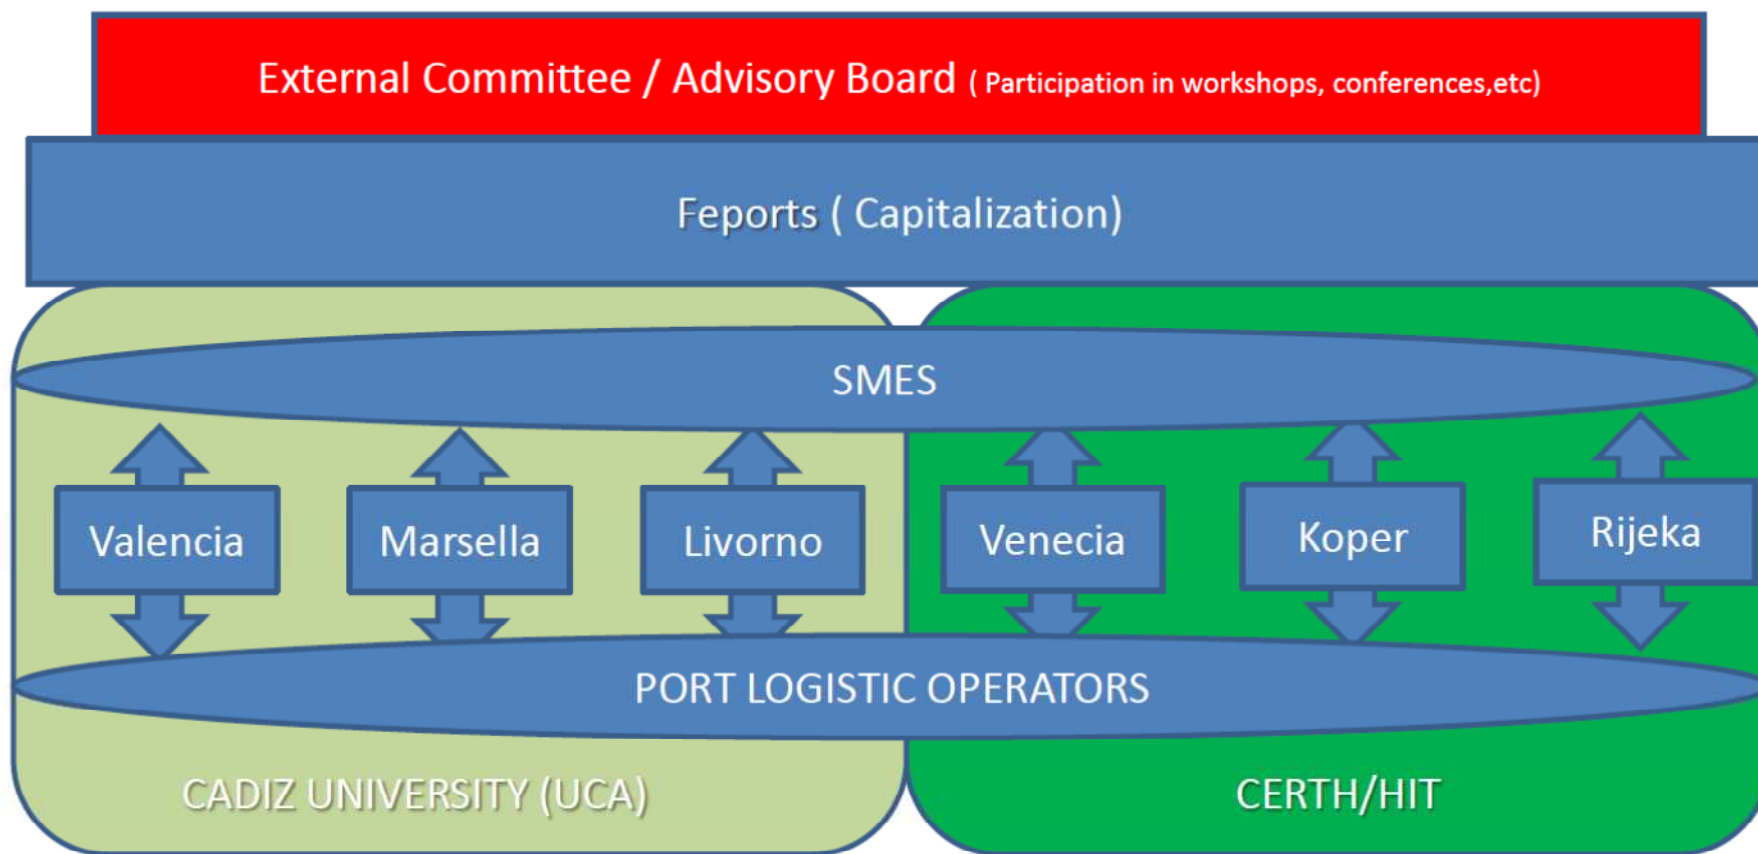 External Committee / Advisory Board ( Participation in workshops, conferences,etc)
Feports ( Capitalization)
SMES
Valencia
Marsella
Livorno
Venecia
Koper
Rijeka
PORT LOGISTIC OPERATORS
CADIZ UNIVERSITY (UCA)
CERTH/HIT